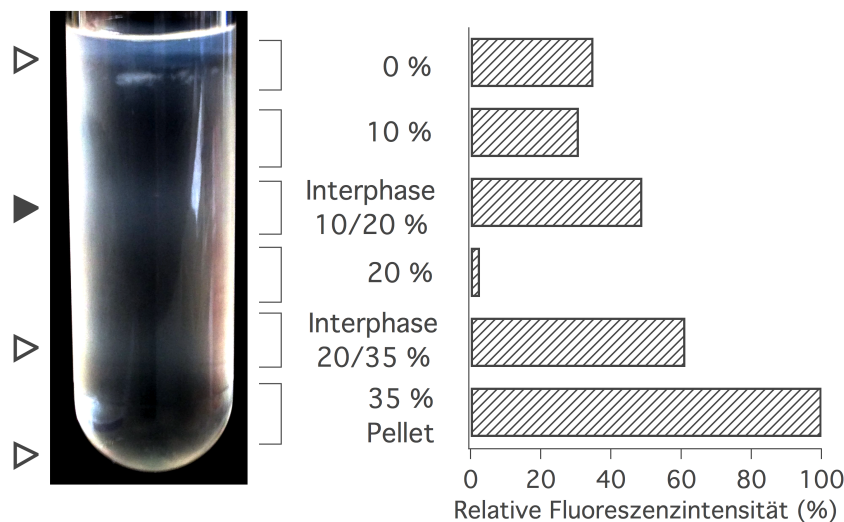 0 %
10 %
Interphase
10/20 %
20 %
Interphase
20/35 %
35 %
Pellet
0 20 40 60 80 100
Relative Fluoreszenzintensität (%)